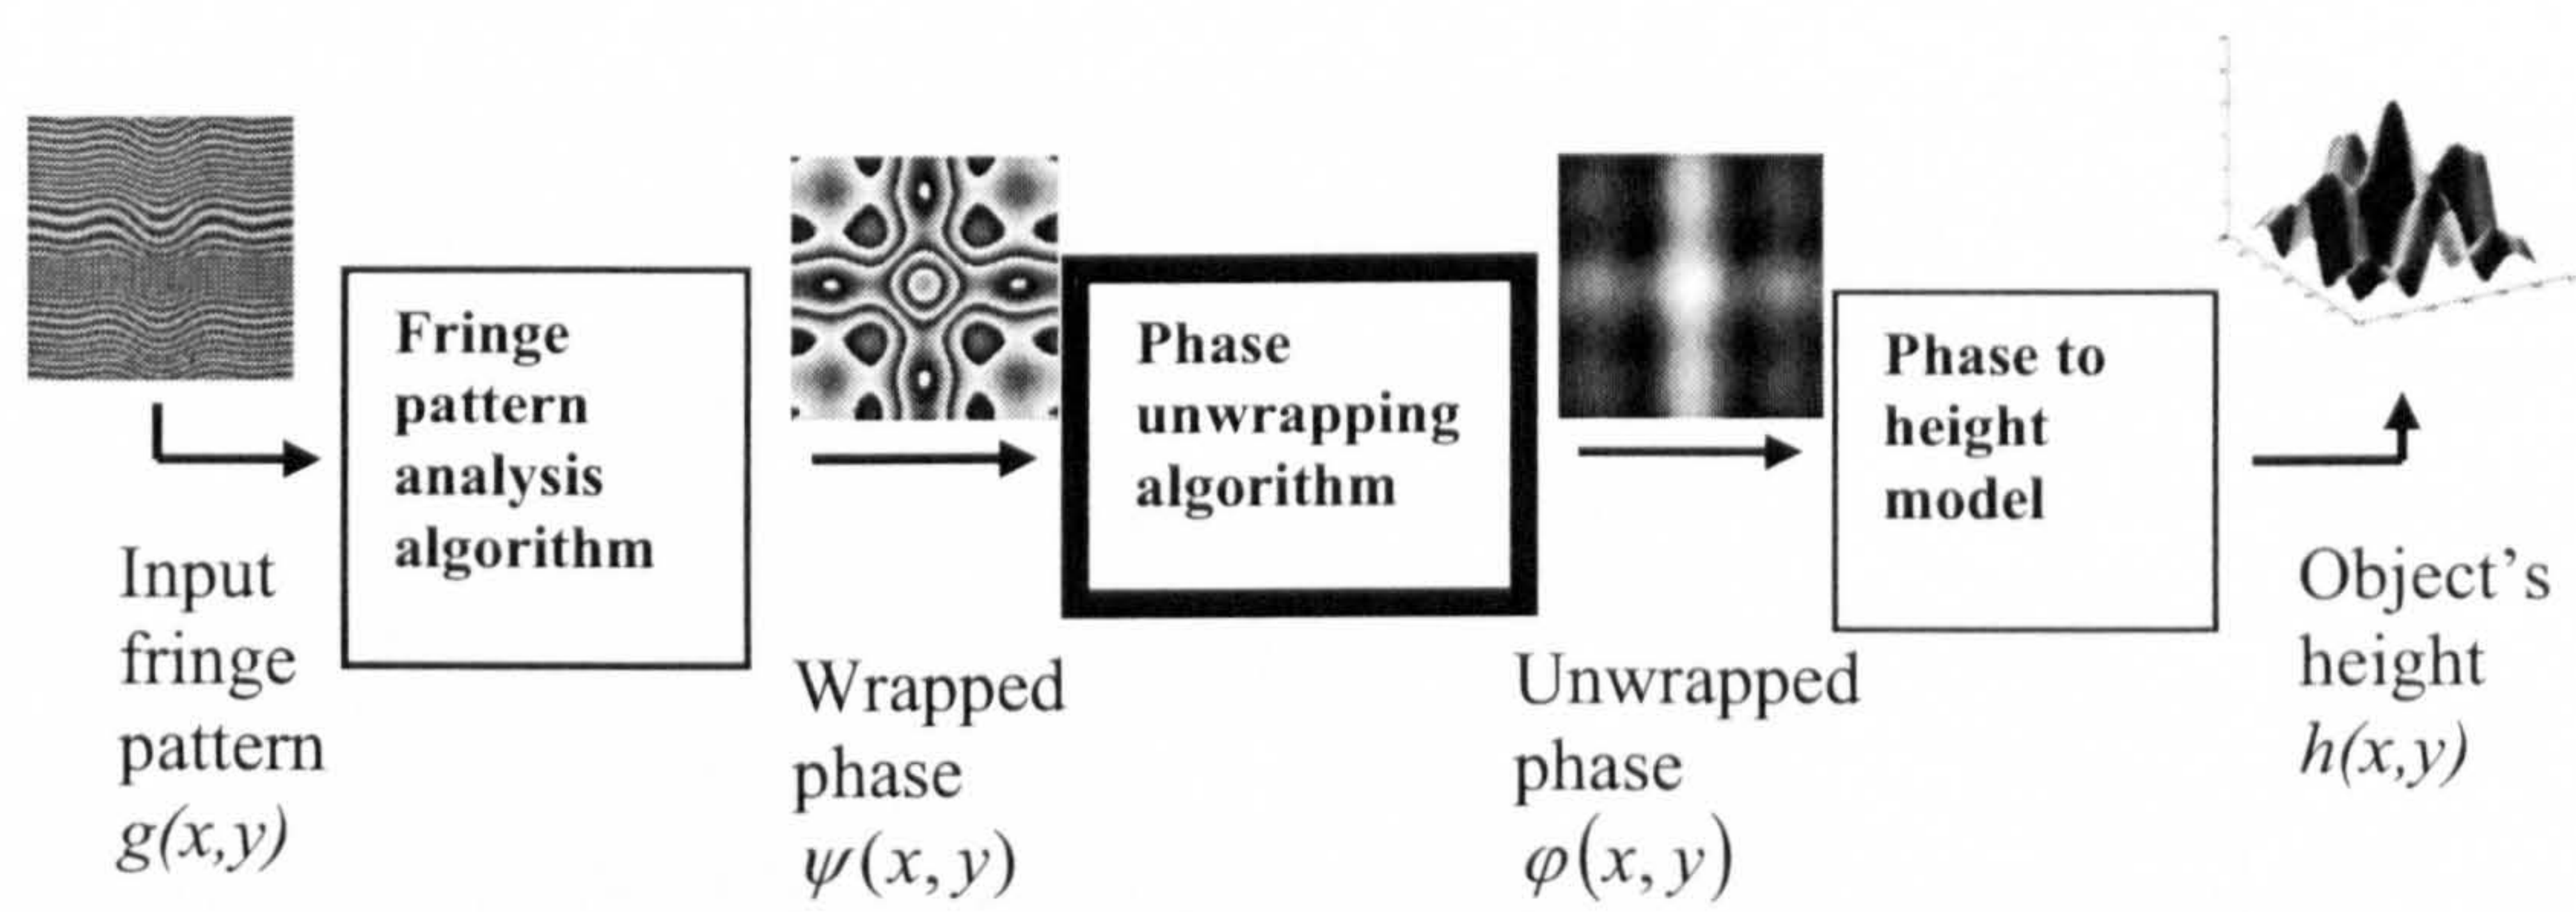 Fringe
pattern
analysis
algorithm
Phase
unwrapping
algorithm
Phase to
height
model
Input
fringe
pattern
g(x,y)
Wrapped
phase
ψ(x, y)
Unwrapped
phase
φ(x, y)
Object’s
height
h(x,y)